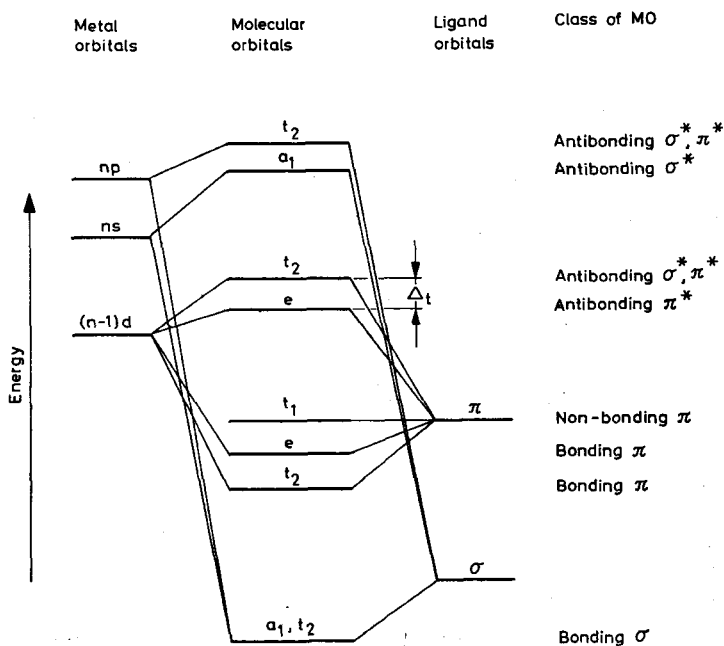 Metal orbitals
Molecular orbitals
Ligand orbitals
Class of MO
t₂
Antibonding σ*, π*
a₁
np
Antibonding σ*
ns
t₂
Antibonding σ*, π*
Δt
e
Antibonding π*
(n-1)d
t₁
π
Non-bonding π
e
Bonding π
t₂
Bonding π
σ
a₁, t₂
Bonding σ
Energy